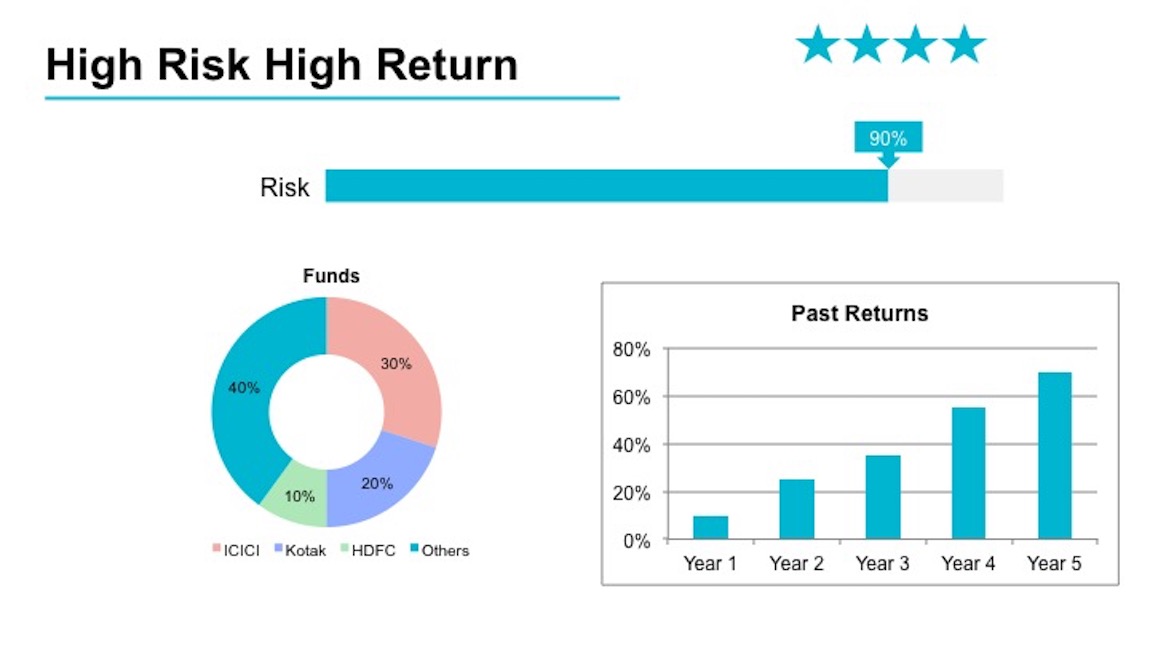 High Risk High Return
90%
Risk
Funds
30%
40%
20%
10%
ICICI Kotak HDFC Others
Past Returns
80%
60%
40%
20%
0%
Year 1 Year 2 Year 3 Year 4 Year 5